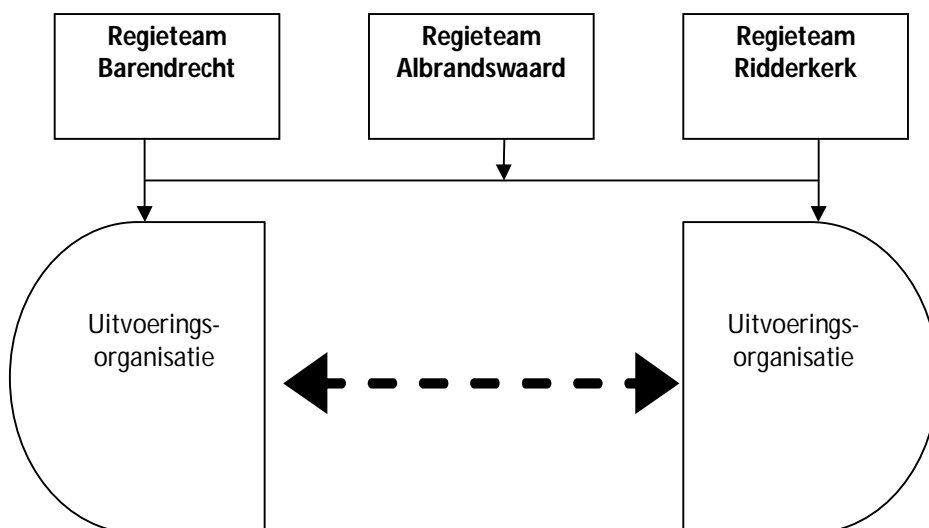 Regieteam
Barendrecht
Regieteam
Albrandswaard
Regieteam
Ridderkerk
Uitvoerings-
organisatie
Uitvoerings-
organisatie